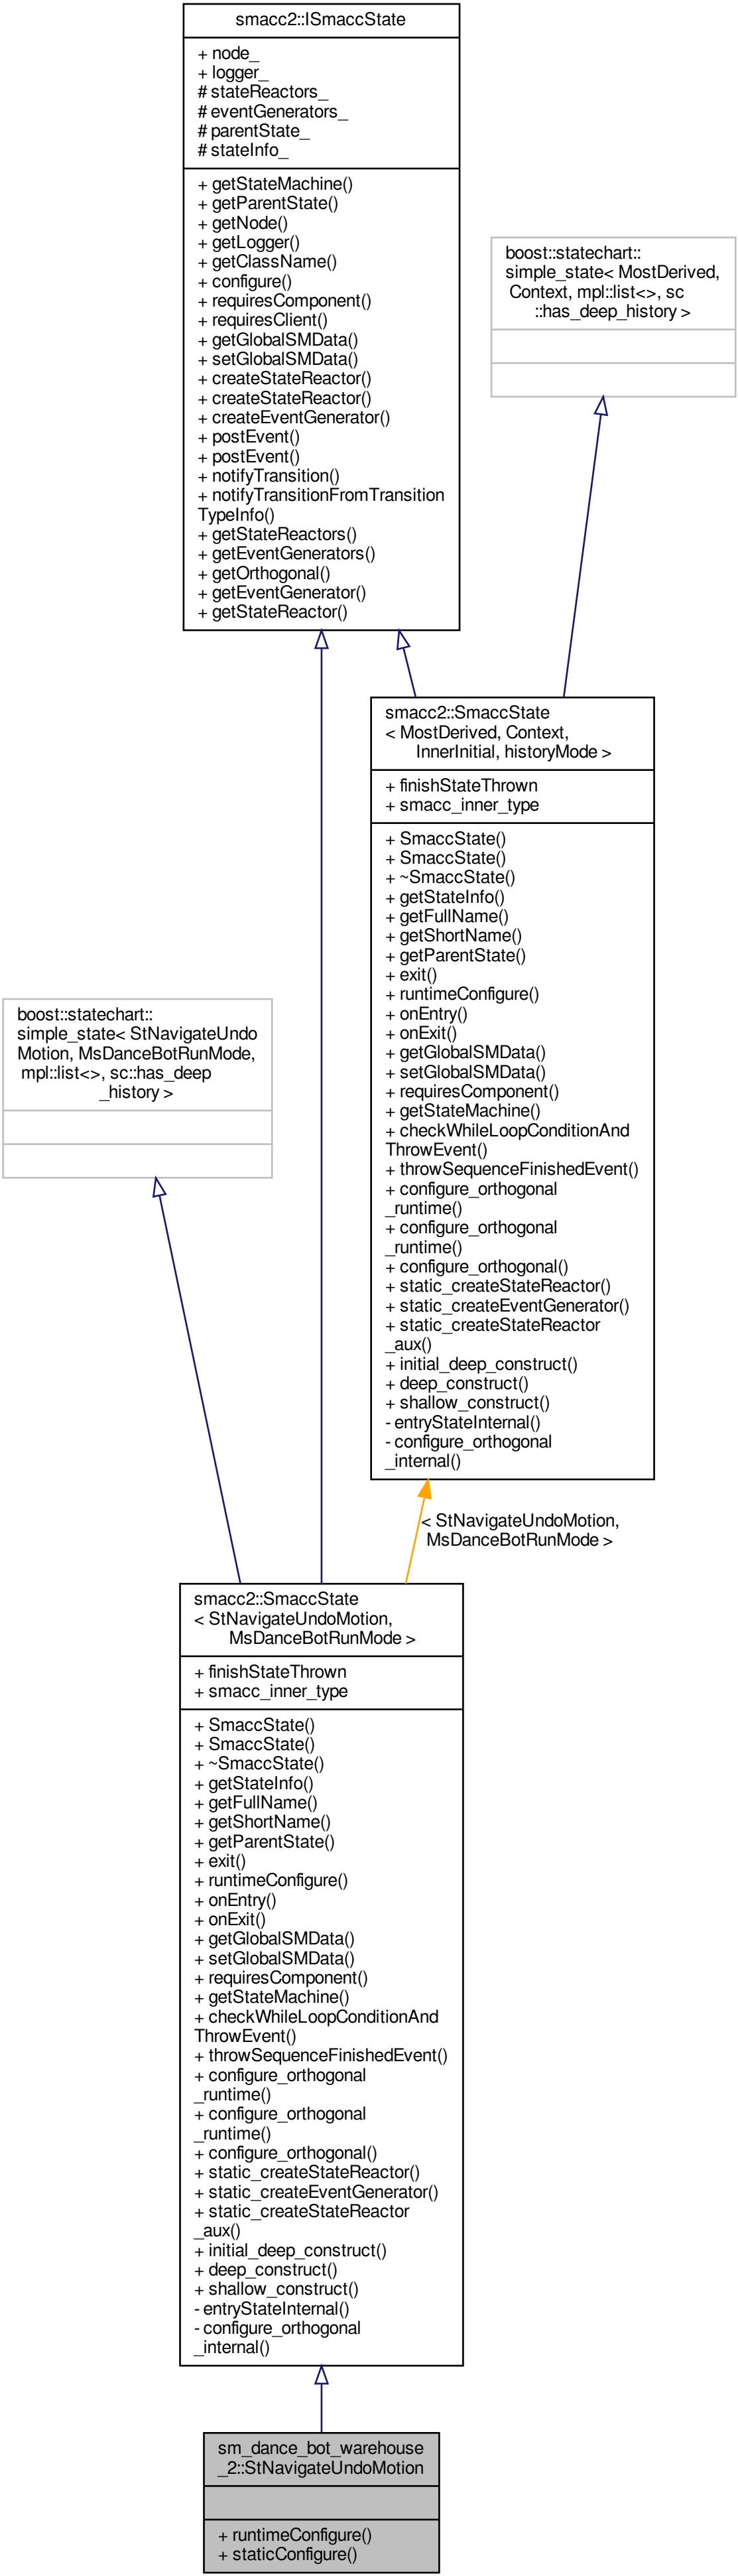 smacc2::ISmaccState
+ node_
+ logger_
# stateReactors_
# eventGenerators_
# parentState_
# stateInfo_
+ getStateMachine()
+ getParentState()
+ getNode()
+ getLogger()
+ getClassName()
+ configure()
+ requiresComponent()
+ requiresClient()
+ getGlobalSMData()
+ setGlobalSMData()
+ createStateReactor()
+ createStateReactor()
+ createEventGenerator()
+ postEvent()
+ postEvent()
+ notifyTransition()
+ notifyTransitionFromTransition
TypeInfo()
+ getStateReactors()
+ getEventGenerators()
+ getOrthogonal()
+ getEventGenerator()
+ getStateReactor()
boost::statechart::
simple_state< MostDerived,
Context, mpl::list<>, sc
::has_deep_history >
smacc2::SmaccState
< MostDerived, Context,
InnerInitial, historyMode >
+ finishStateThrown
+ smacc_inner_type
+ SmaccState()
+ SmaccState()
+ ~SmaccState()
+ getStateInfo()
+ getFullName()
+ getShortName()
+ getParentState()
+ exit()
+ runtimeConfigure()
+ onEntry()
+ onExit()
+ getGlobalSMData()
+ setGlobalSMData()
+ requiresComponent()
+ getStateMachine()
+ checkWhileLoopConditionAnd
ThrowEvent()
+ throwSequenceFinishedEvent()
+ configure_orthogonal
_runtime()
+ configure_orthogonal
_runtime()
+ configure_orthogonal()
+ static_createStateReactor()
+ static_createEventGenerator()
+ static_createStateReactor
_aux()
+ initial_deep_construct()
+ deep_construct()
+ shallow_construct()
- entryStateInternal()
- configure_orthogonal
_internal()
boost::statechart::
simple_state< StNavigateUndo
Motion, MsDanceBotRunMode,
mpl::list<>, sc::has_deep
_history >
< StNavigateUndoMotion,
MsDanceBotRunMode >
smacc2::SmaccState
< StNavigateUndoMotion,
MsDanceBotRunMode >
+ finishStateThrown
+ smacc_inner_type
+ SmaccState()
+ SmaccState()
+ ~SmaccState()
+ getStateInfo()
+ getFullName()
+ getShortName()
+ getParentState()
+ exit()
+ runtimeConfigure()
+ onEntry()
+ onExit()
+ getGlobalSMData()
+ setGlobalSMData()
+ requiresComponent()
+ getStateMachine()
+ checkWhileLoopConditionAnd
ThrowEvent()
+ throwSequenceFinishedEvent()
+ configure_orthogonal
_runtime()
+ configure_orthogonal
_runtime()
+ configure_orthogonal()
+ static_createStateReactor()
+ static_createEventGenerator()
+ static_createStateReactor
_aux()
+ initial_deep_construct()
+ deep_construct()
+ shallow_construct()
- entryStateInternal()
- configure_orthogonal
_internal()
sm_dance_bot_warehouse
_2::StNavigateUndoMotion
+ runtimeConfigure()
+ staticConfigure()